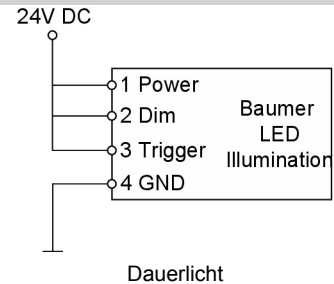 24V DC
1 Power
2 Dim
3 Trigger
4 GND
Baumer
LED
Illumination
Dauerlicht